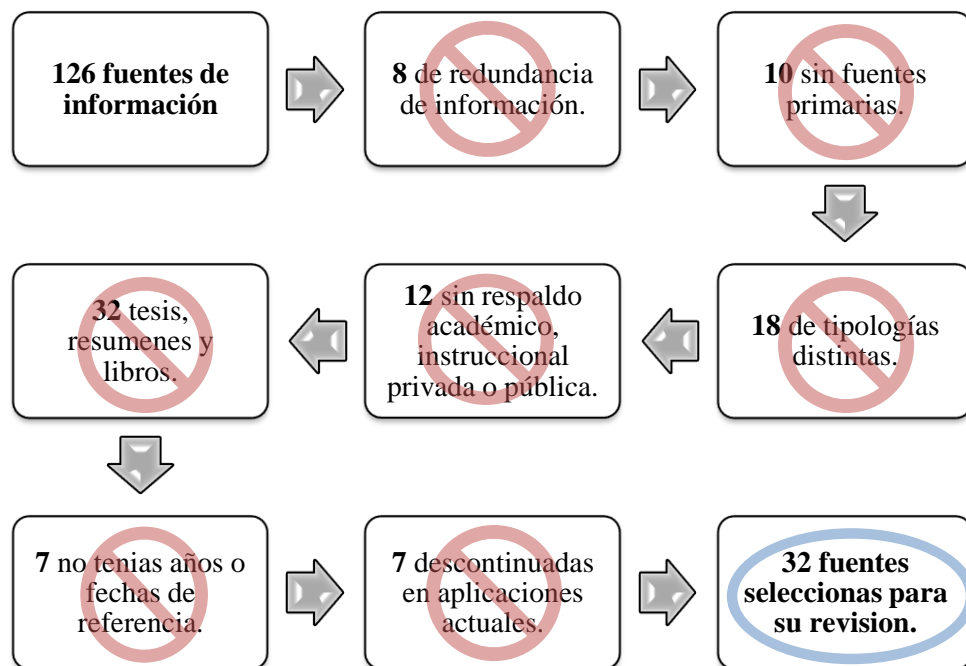 126 fuentes de
información
8 de redundancia
de información.
10 sin fuentes
primarias.
18 de tipologías
distintas.
12 sin respaldo
académico,
instruccional
privada o pública.
32 tesis,
resumenes y
libros.
7 no tenias años o
fechas de
referencia.
7 descontinuadas
en aplicaciones
actuales.
32 fuentes
seleccionas para
su revision.